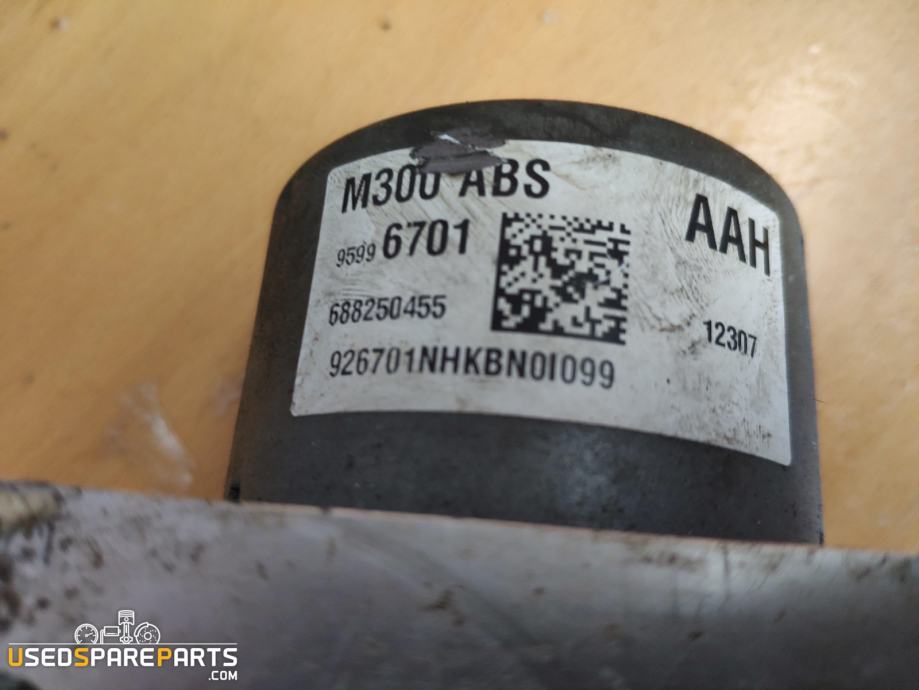 M300 ABS
AAH
9599 6701
688250455
12307
926701NHKBN0I099
USEDSPAREPARTS
.COM